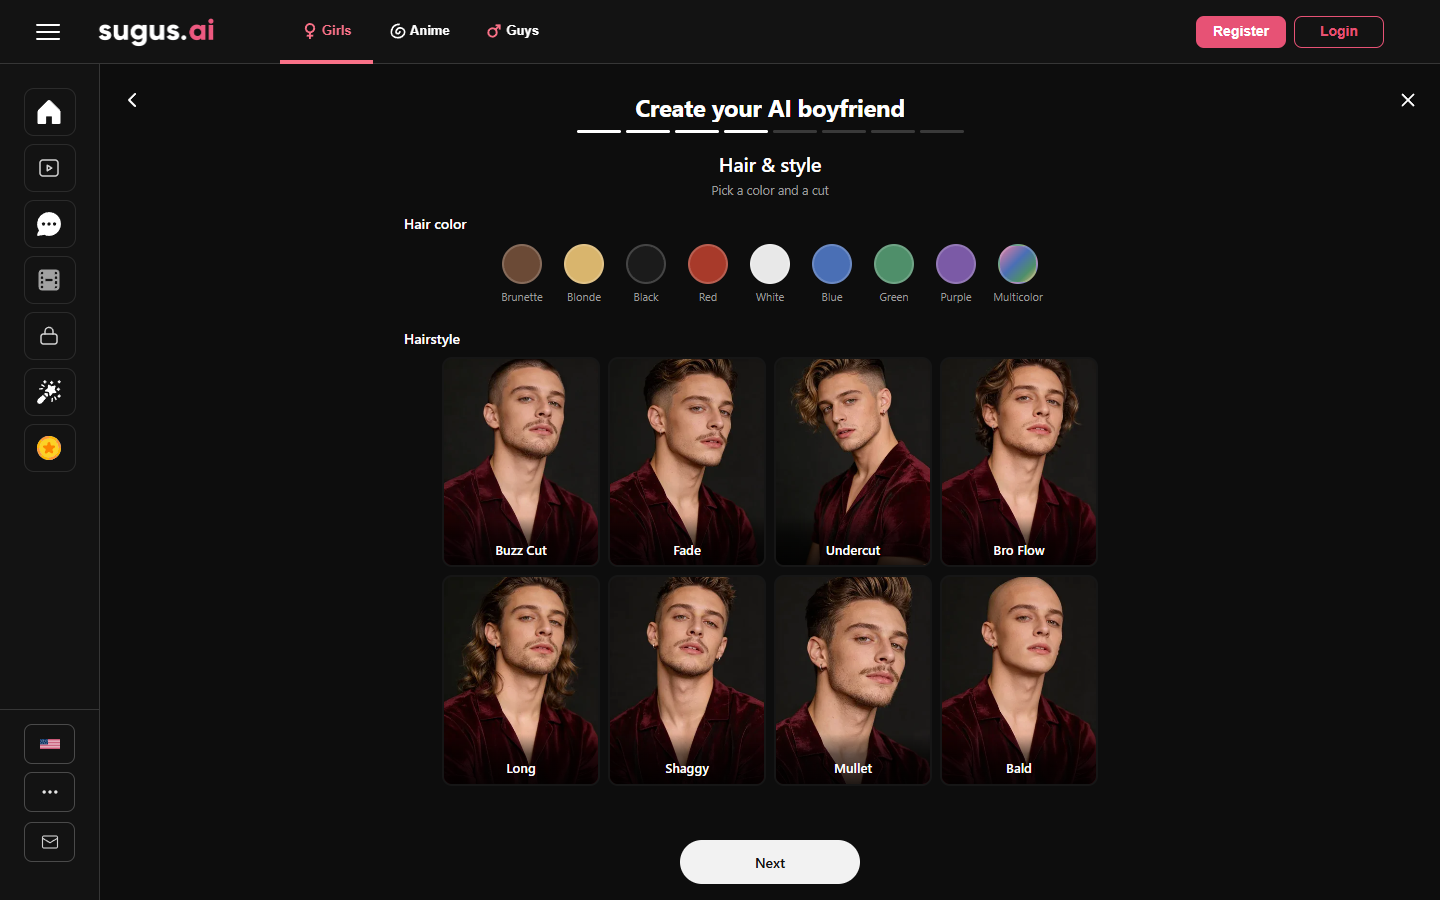 sugus.ai
Girls
Anime
Guys
Register
Login
Create your AI boyfriend
Hair & style
Pick a color and a cut
Hair color
Brunette
Blonde
Black
Red
White
Blue
Green
Purple
Multicolor
Hairstyle
Buzz Cut
Fade
Undercut
Bro Flow
Long
Shaggy
Mullet
Bald
Next